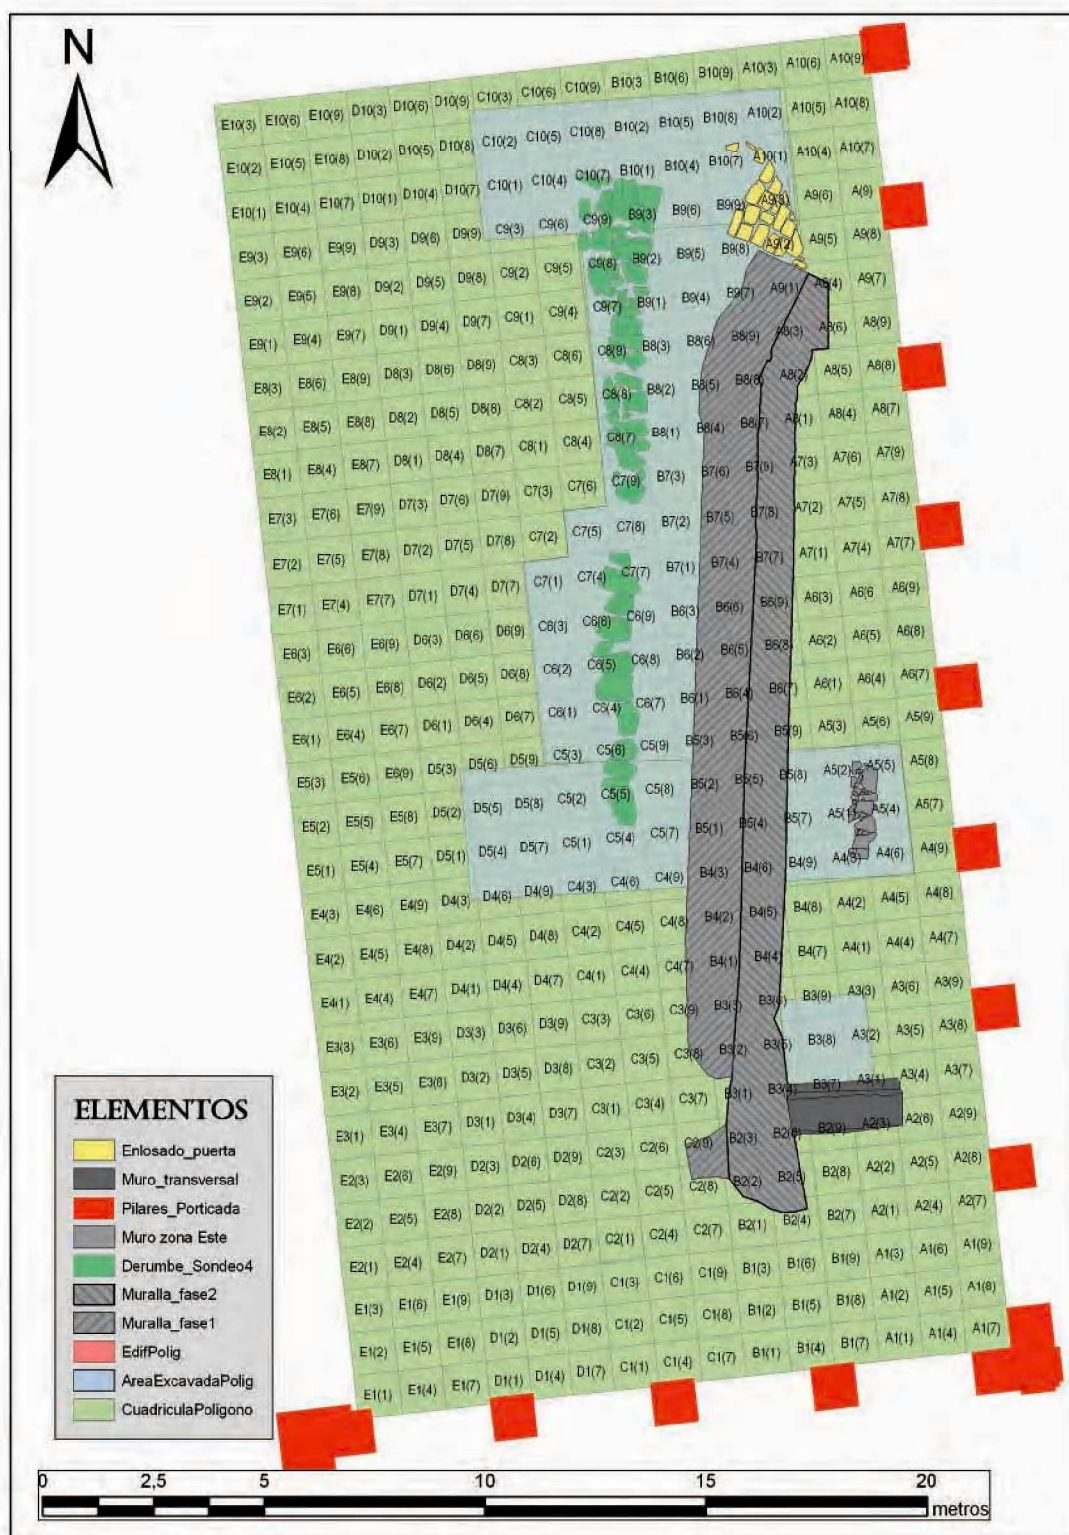 N
E10(3) E10(6) E10(9) D10(3) D10(6) D10(9) C10(3) C10(6) C10(9) B10(3 B10(6) B10(9) A10(3) A10(6) A10(9)
E10(2) E10(5) E10(8) D10(2) D10(5) D10(8) C10(2) C10(5) C10(8) B10(2) B10(5) B10(8) A10(2) A10(5) A10(8)
E10(1) E10(4) E10(7) D10(1) D10(4) D10(7) C10(1) C10(4) C10(7) B10(1) B10(4) B10(7) A10(1) A10(4) A10(7)
E9(3) E9(6) E9(9) D9(3) D9(6) D9(9) C9(3) C9(6) C9(9) B9(3) B9(6) B9(9) A9(3) A9(6) A(9)
E9(2) E9(5) E9(8) D9(2) D9(5) D9(8) C9(2) C9(5) C9(8) B9(2) B9(5) B9(8) A9(2) A9(5) A9(8)
E9(1) E9(4) E9(7) D9(1) D9(4) D9(7) C9(1) C9(4) C9(7) B9(1) B9(4) B9(7) A9(1) A9(4) A9(7)
E8(3) E8(6) E8(9) D8(3) D8(6) D8(9) C8(3) C8(6) C8(9) B8(3) B8(6) B8(9) A8(3) A8(6) A8(9)
E8(2) E8(5) E8(8) D8(2) D8(5) D8(8) C8(2) C8(5) C8(8) B8(2) B8(5) B8(8) A8(2) A8(5) A8(8)
E8(1) E8(4) E8(7) D8(1) D8(4) D8(7) C8(1) C8(4) C8(7) B8(1) B8(4) B8(7) A8(1) A8(4) A8(7)
E7(3) E7(6) E7(9) D7(3) D7(6) D7(9) C7(3) C7(6) C7(9) B7(3) B7(6) B7(9) A7(3) A7(6) A7(9)
E7(2) E7(5) E7(8) D7(2) D7(5) D7(8) C7(2) C7(5) C7(8) B7(2) B7(5) B7(8) A7(2) A7(5) A7(8)
E7(1) E7(4) E7(7) D7(1) D7(4) D7(7) C7(1) C7(4) C7(7) B7(1) B7(4) B7(7) A7(1) A7(4) A7(7)
E6(3) E6(6) E6(9) D6(3) D6(6) D6(9) C6(3) C6(6) C6(9) B6(3) B6(6) B6(9) A6(3) A6(6 A6(9)
E6(2) E6(5) E6(8) D6(2) D6(5) D6(8) C6(2) C6(5) C6(8) B6(2) B6(5) B6(8) A6(2) A6(5) A6(8)
E6(1) E6(4) E6(7) D6(1) D6(4) D6(7) C6(1) C6(4) C6(7) B6(1) B6(4) B6(7) A6(1) A6(4) A6(7)
E5(3) E5(6) E6(9) D5(3) D5(6) D5(9) C5(3) C5(6) C5(9) B5(3) B5(6) B5(9) A5(3) A5(6) A5(9)
E5(2) E5(5) E5(8) D5(2) D5(5) D5(8) C5(2) C5(5) C5(8) B5(2) B5(5) B5(8) A5(2) A5(5) A5(8)
E5(1) E5(4) E5(7) D5(1) D5(4) D5(7) C5(1) C5(4) C5(7) B5(1) B5(4) B5(7) A5(1) A5(4) A5(7)
E4(3) E4(6) E4(9) D4(3) D4(6) D4(9) C4(3) C4(6) C4(9) B4(3) B4(6) B4(9) A4(3) A4(6) A4(9)
E4(2) E4(5) E4(8) D4(2) D4(5) D4(8) C4(2) C4(5) C4(8) B4(2) B4(5) B4(8) A4(2) A4(5) A4(8)
E4(1) E4(4) E4(7) D4(1) D4(4) D4(7) C4(1) C4(4) C4(7) B4(1) B4(4) B4(7) A4(1) A4(4) A4(7)
E3(3) E3(6) E3(9) D3(3) D3(6) D3(9) C3(3) C3(6) C3(9) B3(3) B3(6) B3(9) A3(3) A3(6) A3(9)
E3(2) E3(5) E3(8) D3(2) D3(5) D3(8) C3(2) C3(5) C3(8) B3(2) B3(5) B3(8) A3(2) A3(5) A3(8)
E3(1) E3(4) E3(7) D3(1) D3(4) D3(7) C3(1) C3(4) C3(7) B3(1) B3(4) B3(7) A3(1) A3(4) A3(7)
E2(3) E2(6) E2(9) D2(3) D2(6) D2(9) C2(3) C2(6) C2(9) B2(3) B2(6) B2(9) A2(3) A2(6) A2(9)
E2(2) E2(5) E2(8) D2(2) D2(5) D2(8) C2(2) C2(5) C2(8) B2(2) B2(5) B2(8) A2(2) A2(5) A2(8)
E2(1) E2(4) E2(7) D2(1) D2(4) D2(7) C2(1) C2(4) C2(7) B2(1) B2(4) B2(7) A2(1) A2(4) A2(7)
E1(3) E1(6) E1(9) D1(3) D1(6) D1(9) C1(3) C1(6) C1(9) B1(3) B1(6) B1(9) A1(3) A1(6) A1(9)
E1(2) E1(5) E1(8) D1(2) D1(5) D1(8) C1(2) C1(5) C1(8) B1(2) B1(5) B1(8) A1(2) A1(5) A1(8)
E1(1) E1(4) E1(7) D1(1) D1(4) D1(7) C1(1) C1(4) C1(7) B1(1) B1(4) B1(7) A1(1) A1(4) A1(7)
ELEMENTOS
Enlosado_puerta
Muro_transversal
Pilares_Porticada
Muro zona Este
Derumbe_Sondeo4
Muralla_fase2
Muralla_fase1
EdifPolig
AreaExcavadaPolig
CuadriculaPolígono
0 2,5 5 10 15 20
metros